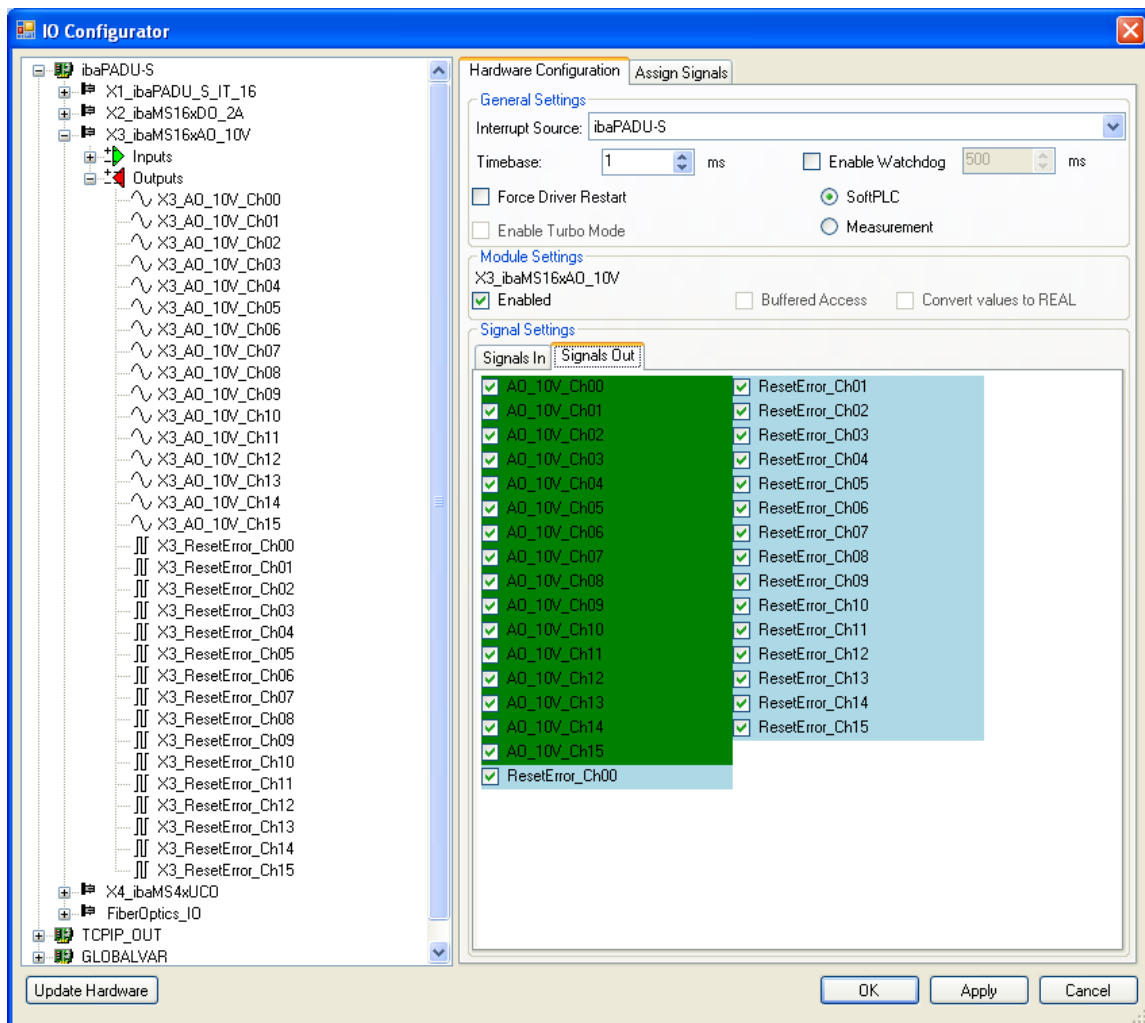 IO Configurator
ibaPADU-S
X1_ibaPADU_S_IT_16
X2_ibaMS16xDO_2A
X3_ibaMS16xAO_10V
Inputs
Outputs
X3_AO_10V_Ch00
X3_AO_10V_Ch01
X3_AO_10V_Ch02
X3_AO_10V_Ch03
X3_AO_10V_Ch04
X3_AO_10V_Ch05
X3_AO_10V_Ch06
X3_AO_10V_Ch07
X3_AO_10V_Ch08
X3_AO_10V_Ch09
X3_AO_10V_Ch10
X3_AO_10V_Ch11
X3_AO_10V_Ch12
X3_AO_10V_Ch13
X3_AO_10V_Ch14
X3_AO_10V_Ch15
X3_ResetError_Ch00
X3_ResetError_Ch01
X3_ResetError_Ch02
X3_ResetError_Ch03
X3_ResetError_Ch04
X3_ResetError_Ch05
X3_ResetError_Ch06
X3_ResetError_Ch07
X3_ResetError_Ch08
X3_ResetError_Ch09
X3_ResetError_Ch10
X3_ResetError_Ch11
X3_ResetError_Ch12
X3_ResetError_Ch13
X3_ResetError_Ch14
X3_ResetError_Ch15
X4_ibaMS4xUCO
FiberOptics_IO
TCPIP_OUT
GLOBALVAR
Update Hardware
Hardware Configuration Assign Signals
General Settings
Interrupt Source: ibaPADU-S
Timebase: 1 ms Enable Watchdog 500 ms
Force Driver Restart SoftPLC
Enable Turbo Mode Measurement
Module Settings
X3_ibaMS16xAO_10V
Enabled Buffered Access Convert values to REAL
Signal Settings
Signals In Signals Out
AO_10V_Ch00
AO_10V_Ch01
AO_10V_Ch02
AO_10V_Ch03
AO_10V_Ch04
AO_10V_Ch05
AO_10V_Ch06
AO_10V_Ch07
AO_10V_Ch08
AO_10V_Ch09
AO_10V_Ch10
AO_10V_Ch11
AO_10V_Ch12
AO_10V_Ch13
AO_10V_Ch14
AO_10V_Ch15
ResetError_Ch00
ResetError_Ch01
ResetError_Ch02
ResetError_Ch03
ResetError_Ch04
ResetError_Ch05
ResetError_Ch06
ResetError_Ch07
ResetError_Ch08
ResetError_Ch09
ResetError_Ch10
ResetError_Ch11
ResetError_Ch12
ResetError_Ch13
ResetError_Ch14
ResetError_Ch15
OK Apply Cancel